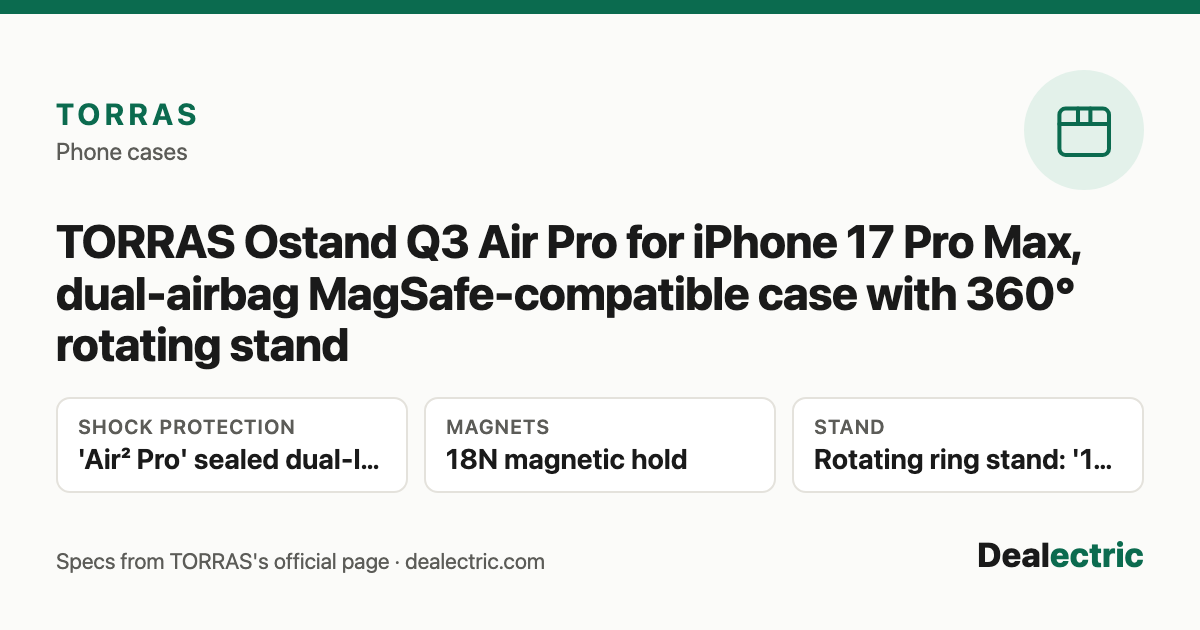 TORRAS
Phone cases
TORRAS Ostand Q3 Air Pro for iPhone 17 Pro Max,
dual-airbag MagSafe-compatible case with 360°
rotating stand
SHOCK PROTECTION
'Air² Pro' sealed dual-l...
MAGNETS
18N magnetic hold
STAND
Rotating ring stand: '1...
Specs from TORRAS's official page · dealectric.com
Dealectric